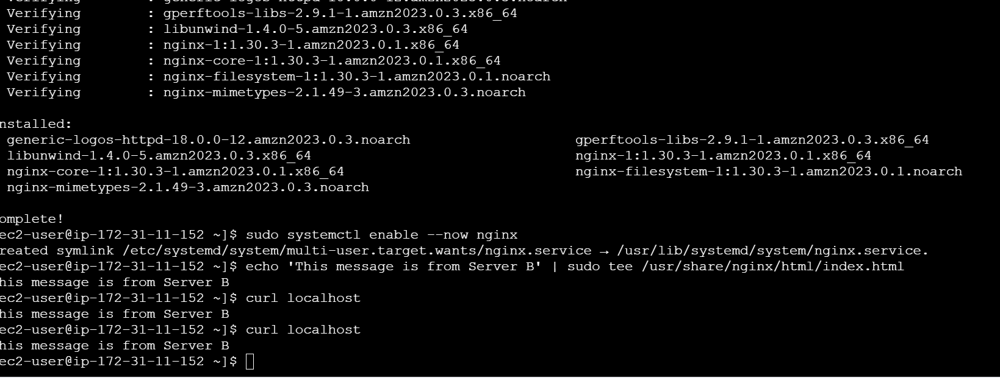 Verifying : generic-logos-httpd-18.0.0-12.amzn2023.0.3.noarch
Verifying : gperftools-libs-2.9.1-1.amzn2023.0.3.x86_64
Verifying : libunwind-1.4.0-5.amzn2023.0.3.x86_64
Verifying : nginx-1:1.30.3-1.amzn2023.0.1.x86_64
Verifying : nginx-core-1:1.30.3-1.amzn2023.0.1.x86_64
Verifying : nginx-filesystem-1:1.30.3-1.amzn2023.0.1.noarch
Verifying : nginx-mimetypes-2.1.49-3.amzn2023.0.3.noarch
nstalled:
generic-logos-httpd-18.0.0-12.amzn2023.0.3.noarch gperftools-libs-2.9.1-1.amzn2023.0.3.x86_64
libunwind-1.4.0-5.amzn2023.0.3.x86_64 nginx-1:1.30.3-1.amzn2023.0.1.x86_64
nginx-core-1:1.30.3-1.amzn2023.0.1.x86_64 nginx-filesystem-1:1.30.3-1.amzn2023.0.1.noarch
nginx-mimetypes-2.1.49-3.amzn2023.0.3.noarch
omplete!
ec2-user@ip-172-31-11-152 ~]$ sudo systemctl enable --now nginx
reated symlink /etc/systemd/system/multi-user.target.wants/nginx.service → /usr/lib/systemd/system/nginx.service.
ec2-user@ip-172-31-11-152 ~]$ echo 'This message is from Server B' | sudo tee /usr/share/nginx/html/index.html
his message is from Server B
ec2-user@ip-172-31-11-152 ~]$ curl localhost
his message is from Server B
ec2-user@ip-172-31-11-152 ~]$ curl localhost
his message is from Server B
ec2-user@ip-172-31-11-152 ~]$